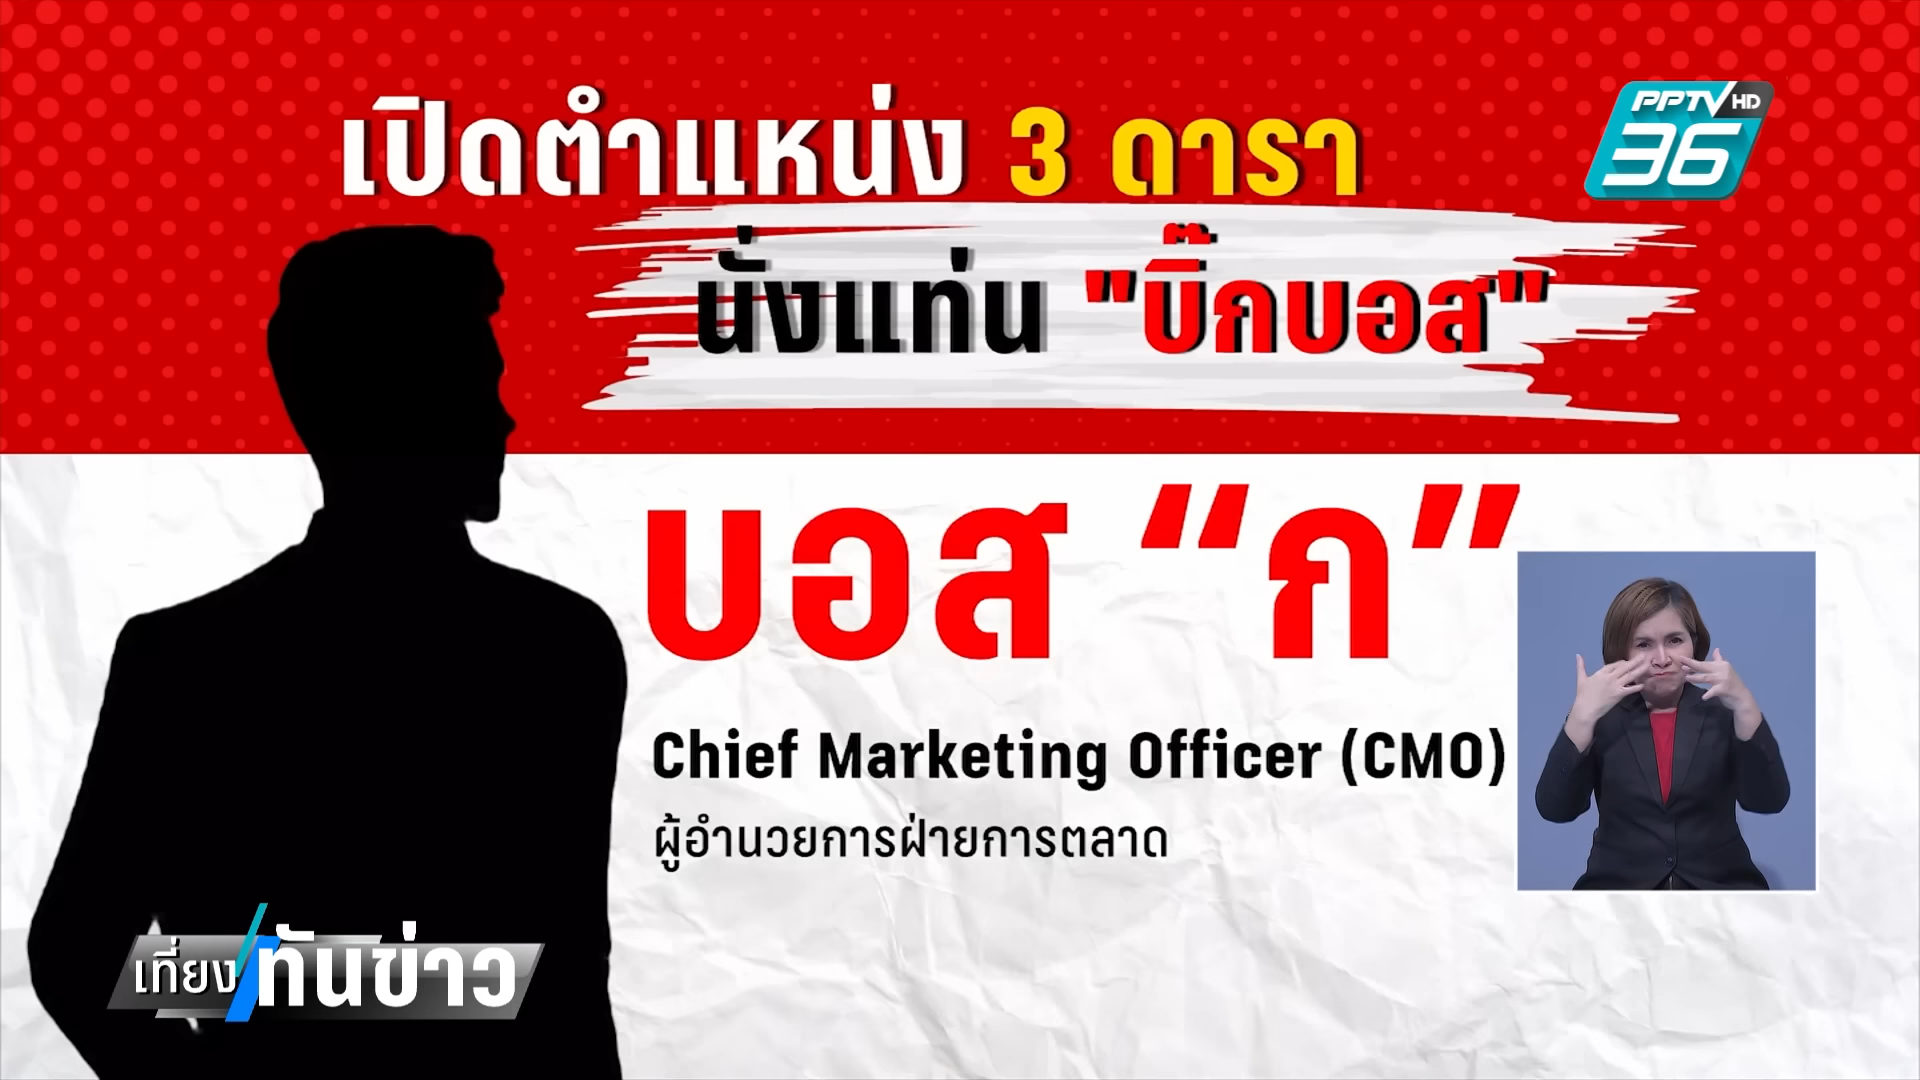 เปิดตำแหน่ง 3 ดารา
PPTV HD
36
นั่งแท่น "บิ๊กบอส"
บอส “ก”
Chief Marketing Officer (CMO)
ผู้อำนวยการฝ่ายการตลาด
เที่ยงทันข่าว